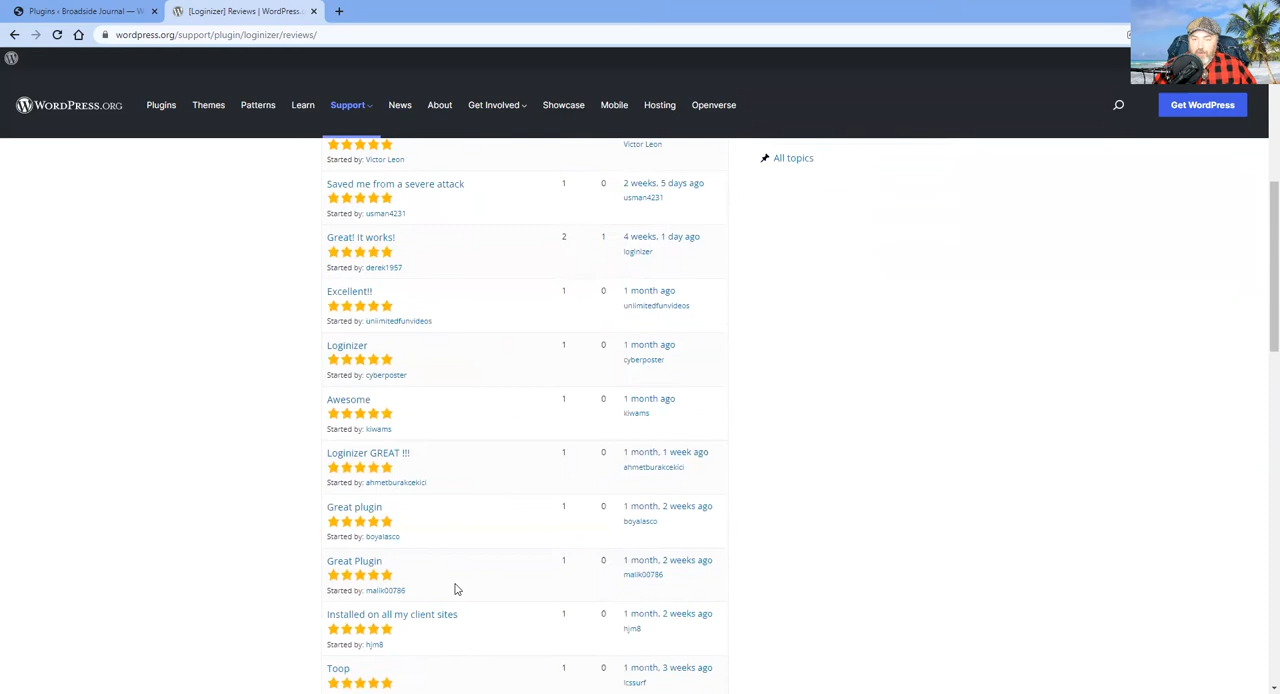 Plugins ‹ Broadside Journal — W
[Loginizer] Reviews | WordPress.
wordpress.org/support/plugin/loginizer/reviews/
WORDPRESS.ORG Plugins Themes Patterns Learn Support News About Get Involved Showcase Mobile Hosting Openverse Get WordPress
Victor Leon
Started by: Victor Leon
All topics
Saved me from a severe attack 1 0 2 weeks, 5 days ago
usman4231
Started by: usman4231
Great! It works! 2 1 4 weeks, 1 day ago
loginizer
Started by: derek1957
Excellent!! 1 0 1 month ago
unlimitedfunvideos
Started by: unlimitedfunvideos
Loginizer 1 0 1 month ago
cyberposter
Started by: cyberposter
Awesome 1 0 1 month ago
kiwams
Started by: kiwams
Loginizer GREAT !!! 1 0 1 month, 1 week ago
ahmetburakcekici
Started by: ahmetburakcekici
Great plugin 1 0 1 month, 2 weeks ago
boyalasco
Started by: boyalasco
Great Plugin 1 0 1 month, 2 weeks ago
malik00786
Started by: malik00786
Installed on all my client sites 1 0 1 month, 2 weeks ago
hjm8
Started by: hjm8
Toop 1 0 1 month, 3 weeks ago
lcssurf